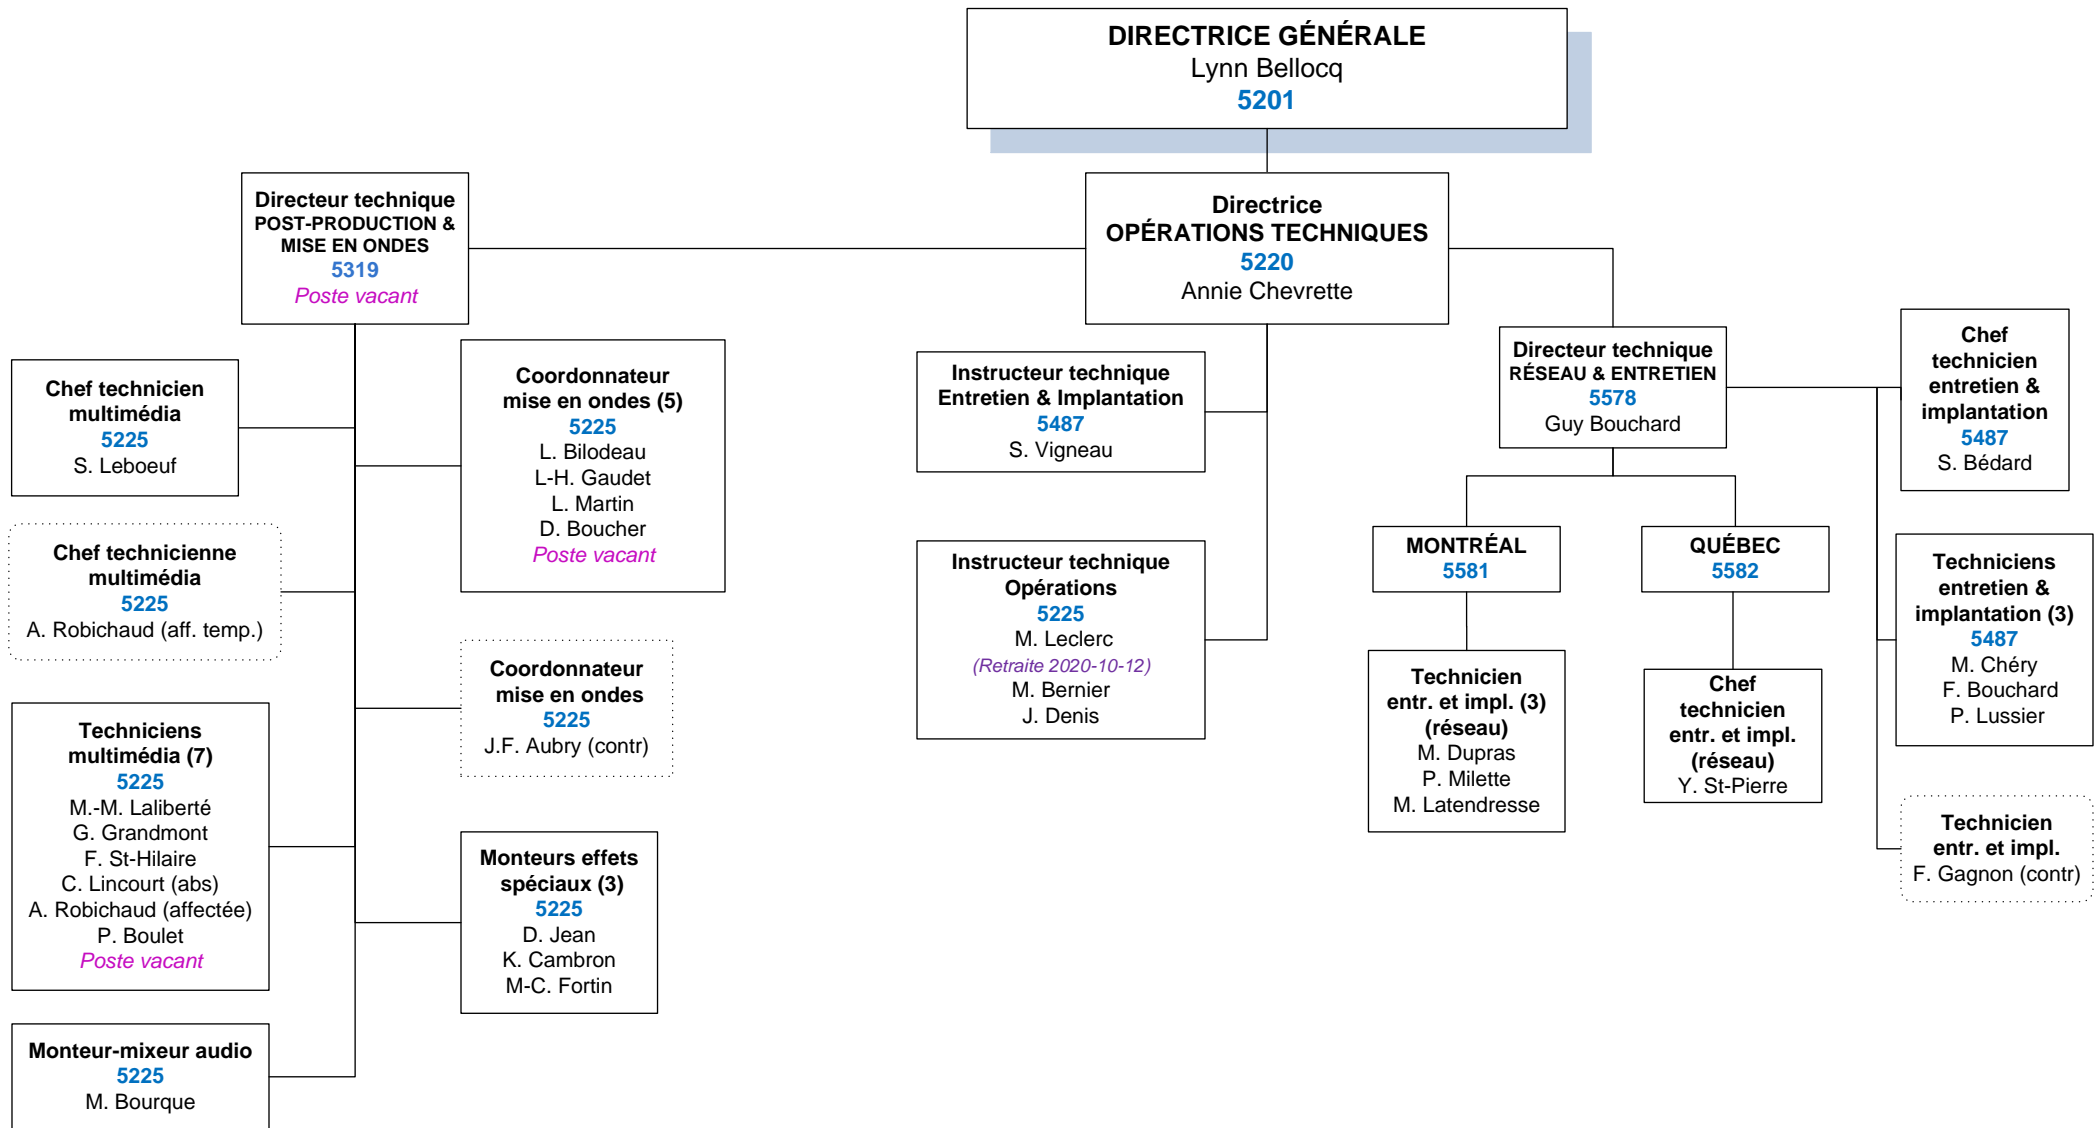 DIRECTRICE GÉNÉRALE
Lynn Bellocq
5201
Directeur technique
POST-PRODUCTION &
MISE EN ONDES
5319
Poste vacant
Directrice
OPÉRATIONS TECHNIQUES
5220
Annie Chevrette
Chef technicien
multimédia
5225
S. Leboeuf
Coordonnateur
mise en ondes (5)
5225
L. Bilodeau
L-H. Gaudet
L. Martin
D. Boucher
Poste vacant
Chef technicienne
multimédia
5225
A. Robichaud (aff. temp.)
Coordonnateur
mise en ondes
5225
J.F. Aubry (contr)
Techniciens
multimédia (7)
5225
M.-M. Laliberté
G. Grandmont
F. St-Hilaire
C. Lincourt (abs)
A. Robichaud (affectée)
P. Boulet
Poste vacant
Monteurs effets
spéciaux (3)
5225
D. Jean
K. Cambron
M-C. Fortin
Monteur-mixeur audio
5225
M. Bourque
Instructeur technique
Entretien & Implantation
5487
S. Vigneau
Instructeur technique
Opérations
5225
M. Leclerc
(Retraite 2020-10-12)
M. Bernier
J. Denis
Directeur technique
RÉSEAU & ENTRETIEN
5578
Guy Bouchard
MONTRÉAL
5581
Technicien
entr. et impl. (3)
(réseau)
M. Dupras
P. Milette
M. Latendresse
QUÉBEC
5582
Chef
technicien
entr. et impl.
(réseau)
Y. St-Pierre
Chef
technicien
entretien &
implantation
5487
S. Bédard
Techniciens
entretien &
implantation (3)
5487
M. Chéry
F. Bouchard
P. Lussier
Technicien
entr. et impl.
F. Gagnon (contr)